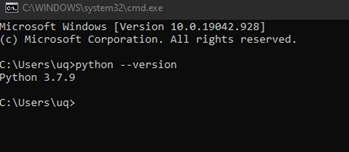 C:\WINDOWS\system32\cmd.exe
Microsoft Windows [Version 10.0.19042.928]
(c) Microsoft Corporation. All rights reserved.
C:\Users\uq>python --version
Python 3.7.9
C:\Users\uq>